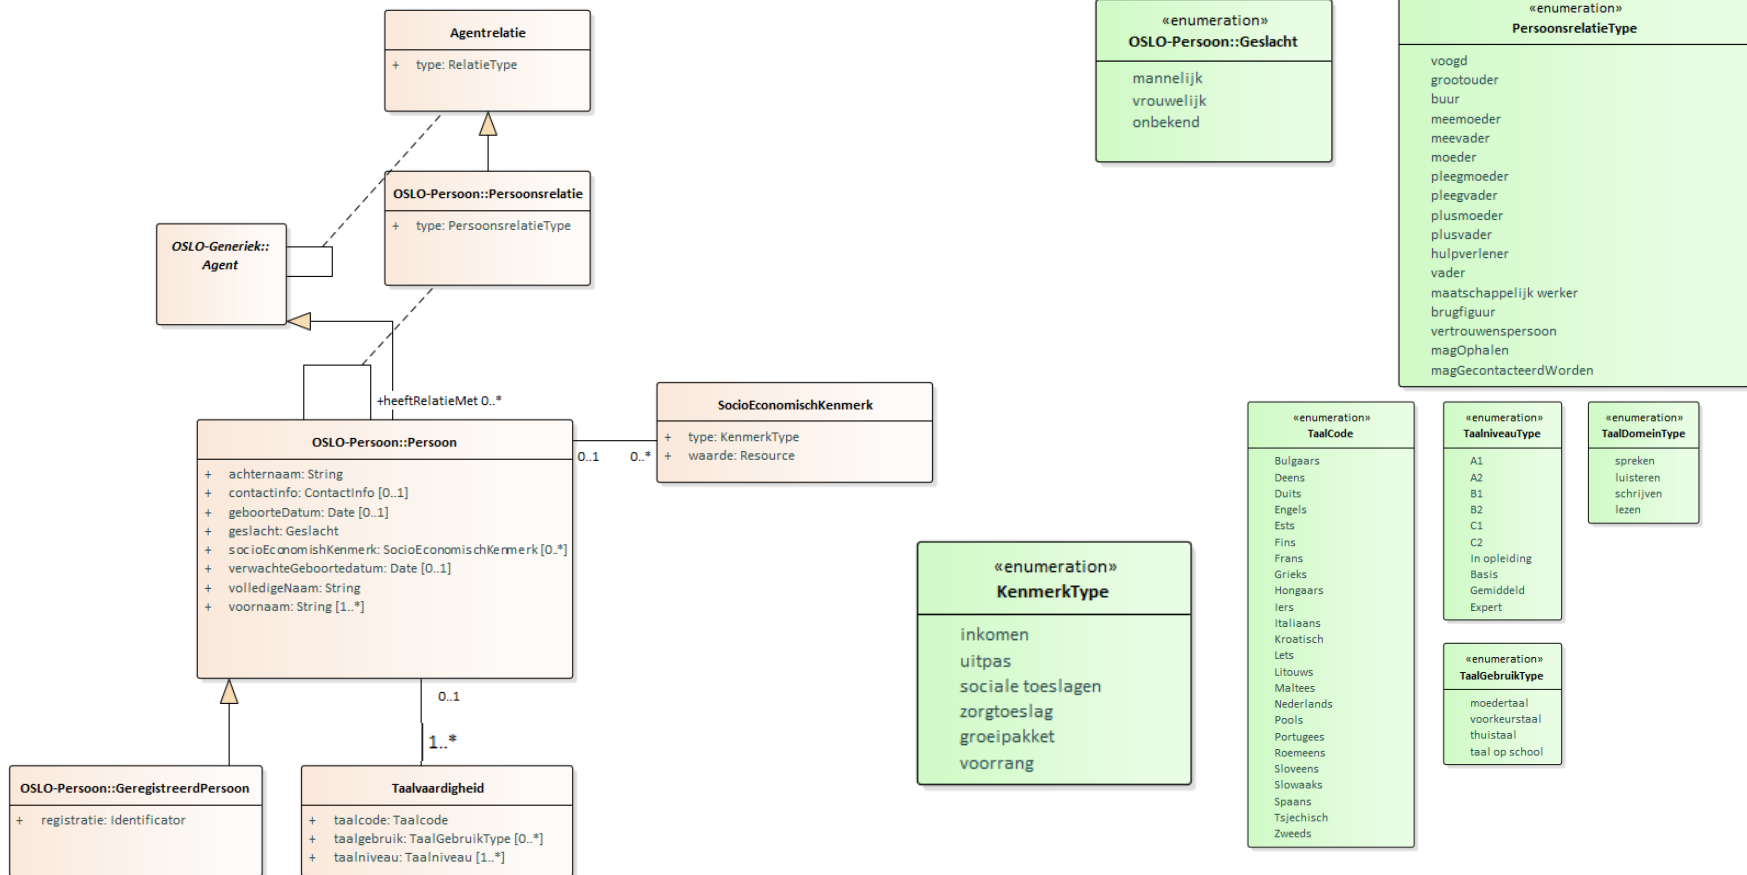 Agentrelatie
+ type: RelatieType
OSLO-Persoon::Persoonsrelatie
+ type: PersoonsrelatieType
OSLO-Generiek::
Agent
+heeftRelatieMet 0..*
OSLO-Persoon::Persoon
+ achternaam: String
+ contactinfo: ContactInfo [0..1]
+ geboorteDatum: Date [0..1]
+ geslacht: Geslacht
+ socioEconomishKenmerk: SocioEconomischKenmerk [0..*]
+ verwachteGeboortedatum: Date [0..1]
+ volledigeNaam: String
+ voornaam: String [1..*]
0..1
0..*
SocioEconomischKenmerk
+ type: KenmerkType
+ waarde: Resource
0..1
1..*
OSLO-Persoon::GeregistreerdPersoon
+ registratie: Identificator
Taalvaardigheid
+ taalcode: Taalcode
+ taalgebruik: TaalGebruikType [0..*]
+ taalniveau: Taalniveau [1..*]
«enumeration»
OSLO-Persoon::Geslacht
mannelijk
vrouwelijk
onbekend
«enumeration»
PersoonsrelatieType
voogd
grootouder
buur
meemoeder
meevader
moeder
pleegmoeder
pleegvader
plusmoeder
plusvader
hulpverlener
vader
maatschappelijk werker
brugfiguur
vertrouwenspersoon
magOphalen
magGecontacteerdWorden
«enumeration»
KenmerkType
inkomen
uitpas
sociale toeslagen
zorgtoeslag
groeipakket
voorrang
«enumeration»
TaalCode
Bulgaars
Deens
Duits
Engels
Ests
Fins
Frans
Grieks
Hongaars
Iers
Italiaans
Kroatisch
Lets
Litouws
Maltees
Nederlands
Pools
Portugees
Roemeens
Sloveens
Slowaaks
Spaans
Tsjechisch
Zweeds
«enumeration»
TaalniveauType
A1
A2
B1
B2
C1
C2
In opleiding
Basis
Gemiddeld
Expert
«enumeration»
TaalDomeinType
spreken
luisteren
schrijven
lezen
«enumeration»
TaalGebruikType
moedertaal
voorkeurstaal
thuistaal
taal op school